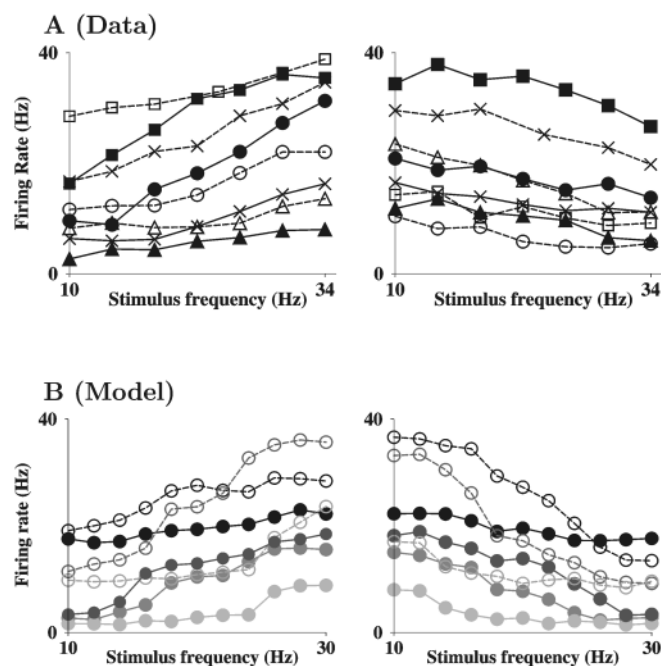 A (Data)
40
Firing Rate (Hz)
0
10
Stimulus frequency (Hz)
34
40
0
10
Stimulus frequency (Hz)
34
B (Model)
40
Firing rate (Hz)
0
10
Stimulus frequency (Hz)
30
40
0
10
Stimulus frequency (Hz)
30